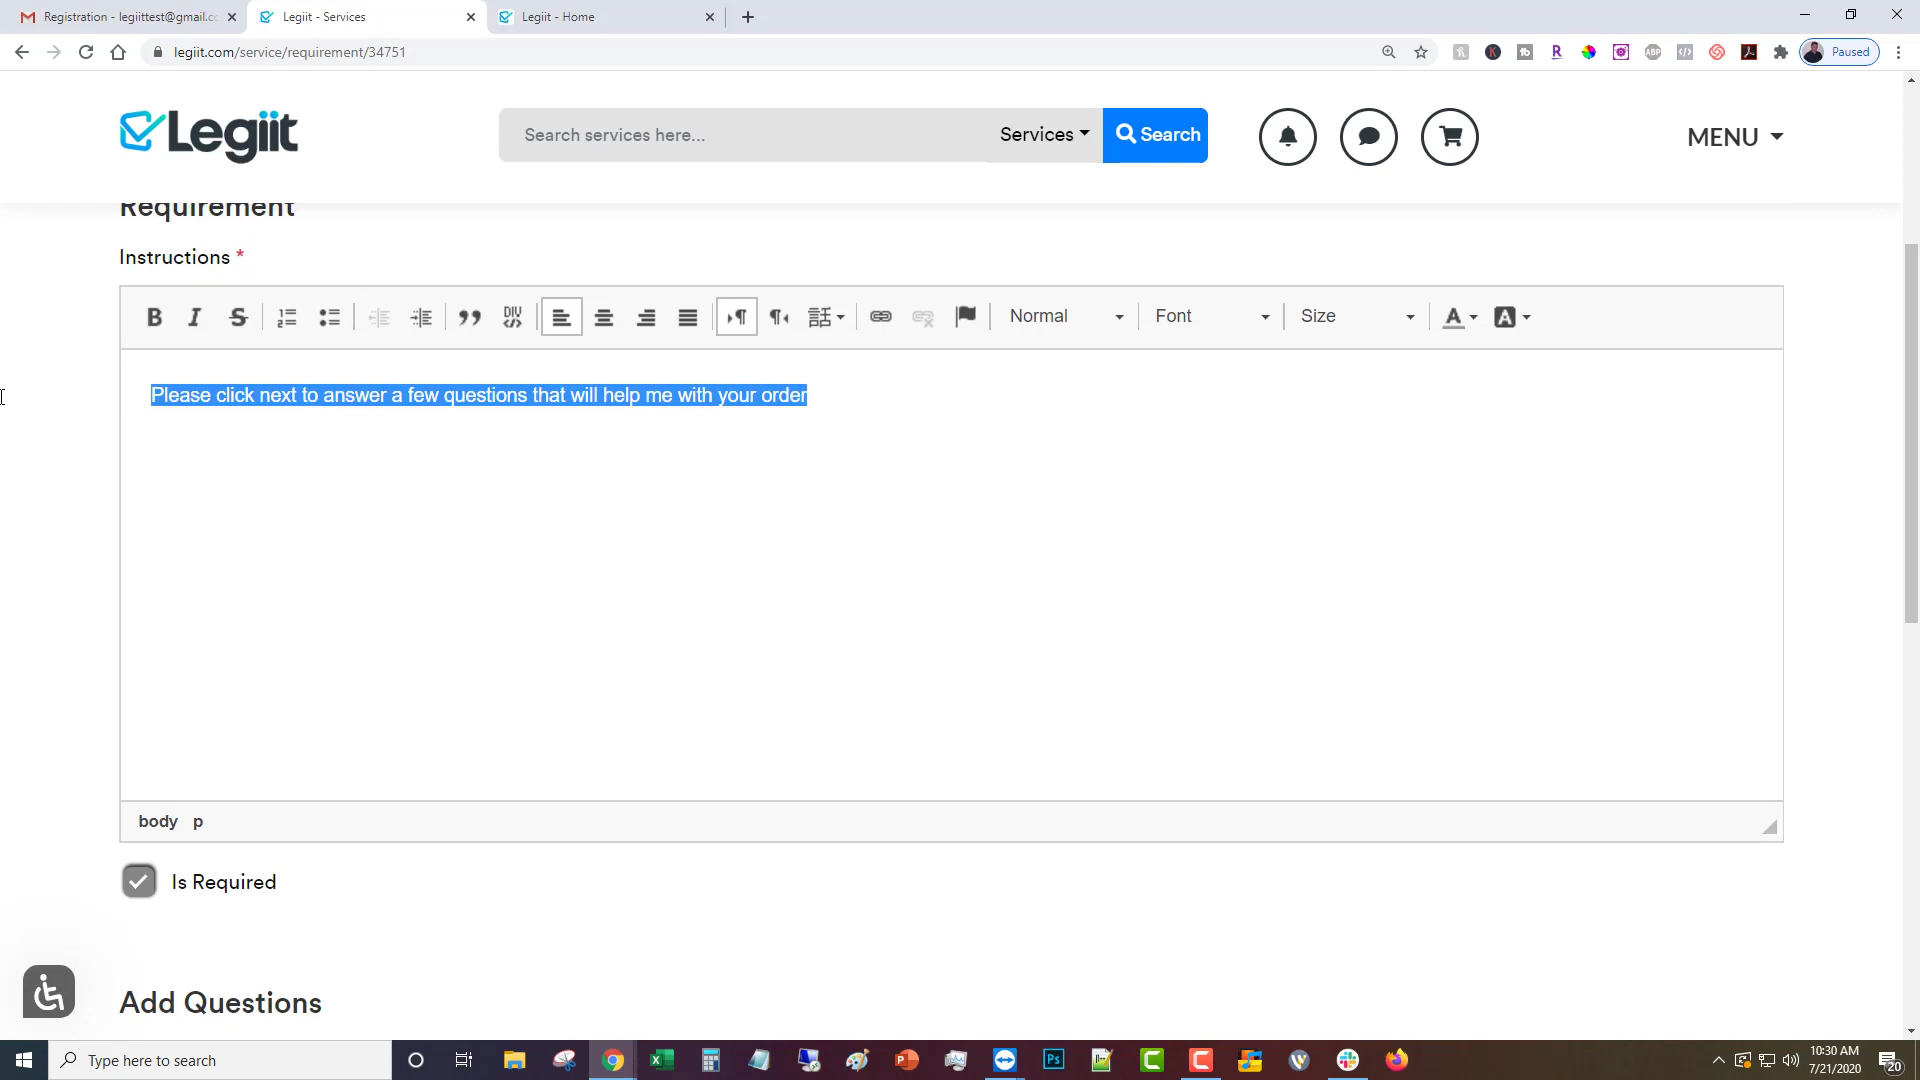 Registration - legiittest@gmail.cc
Legiit - Services
Legiit - Home
legiit.com/service/requirement/34751
Paused
Legiit
Search services here...
Services
Search
MENU
Requirement
Instructions *
Normal
Font
Size
Please click next to answer a few questions that will help me with your order
body p
Is Required
Add Questions
Type here to search
10:30 AM
7/21/2020
20